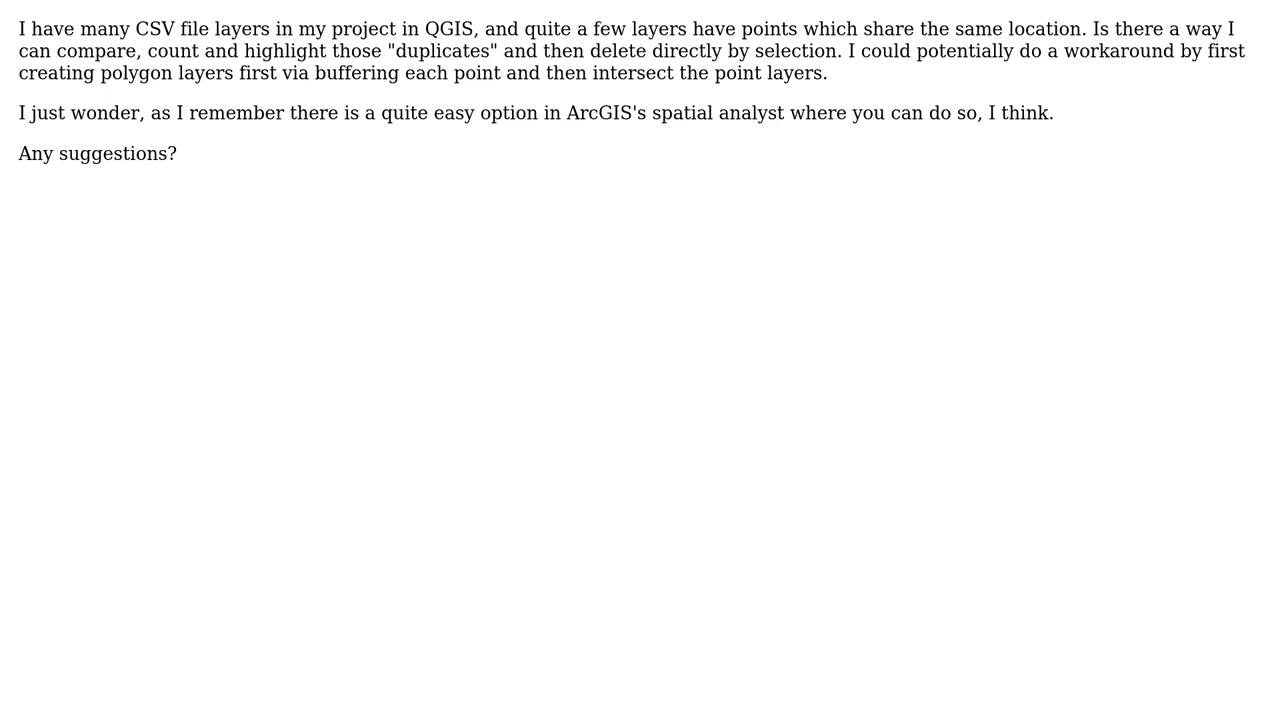 I have many CSV file layers in my project in QGIS, and quite a few layers have points which share the same location. Is there a way I
can compare, count and highlight those "duplicates" and then delete directly by selection. I could potentially do a workaround by first
creating polygon layers first via buffering each point and then intersect the point layers.
I just wonder, as I remember there is a quite easy option in ArcGIS's spatial analyst where you can do so, I think.
Any suggestions?